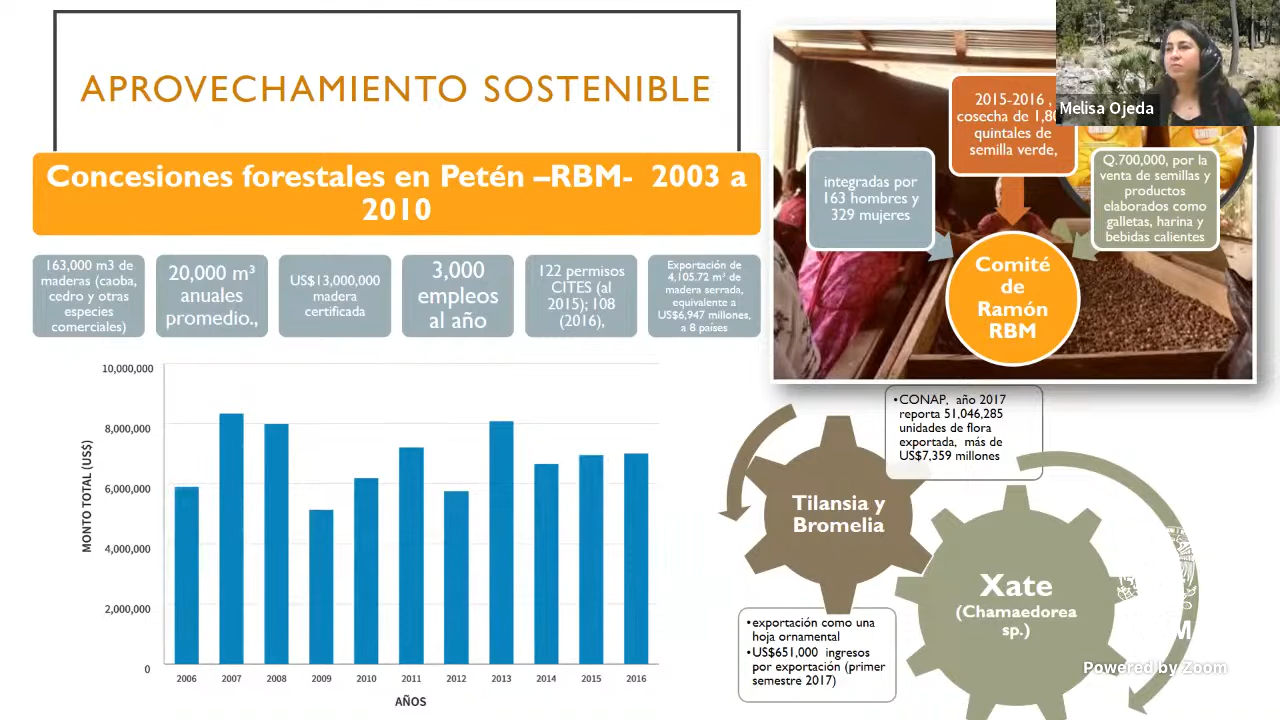 APROVECHAMIENTO SOSTENIBLE
Concesiones forestales en Petén –RBM- 2003 a
2010
163,000 m3 de
maderas (caoba,
cedro y otras
especies
comerciales)
20,000 m³
anuales
promedio.,
US$13,000,000
madera
certificada
3,000
empleos
al año
122 permisos
CITES (al
2015); 108
(2016),
Exportación de
4,105.72 m³ de
madera serrada,
equivalente a
US$6,947 millones,
a 8 países
10,000,000
8,000,000
6,000,000
4,000,000
2,000,000
0
MONTO TOTAL (US$)
2006 2007 2008 2009 2010 2011 2012 2013 2014 2015 2016
AÑOS
integradas por
163 hombres y
329 mujeres
2015-2016 ,
cosecha de
quintales de
semilla verde,
Q.700,000, por la
venta de semillas y
productos
elaborados como
galletas, harina y
bebidas calientes
Comité
de
Ramón
RBM
Melisa Ojeda
•CONAP, año 2017
reporta 51,046,285
unidades de flora
exportada, más de
US$7,359 millones
Tilansia y
Bromelia
Xate
(Chamaedorea
sp.)
•exportación como una
hoja ornamental
•US$651,000 ingresos
por exportación (primer
semestre 2017)
Powered by Zoom